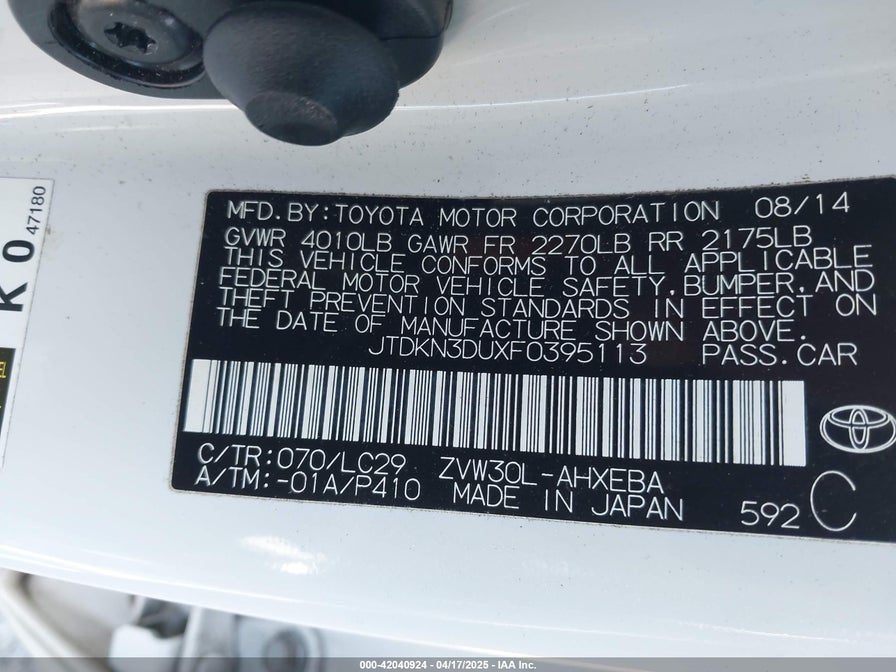 MFD.BY:TOYOTA MOTOR CORPORATION 08/14
GVWR 4010LB GAWR FR 2270LB RR 2175LB
THIS VEHICLE CONFORMS TO ALL APPLICABLE
FEDERAL MOTOR VEHICLE SAFETY,BUMPER,AND
THEFT PREVENTION STANDARDS IN EFFECT ON
THE DATE OF MANUFACTURE SHOWN ABOVE.
JTDKN3DUXF0395113 PASS.CAR
C/TR:070/LC29 ZVW30L-AHXEBA
A/TM:-01A/P410 MADE IN JAPAN 592 C
K 0 47180
000-42040924 - 04/17/2025 - IAA Inc.